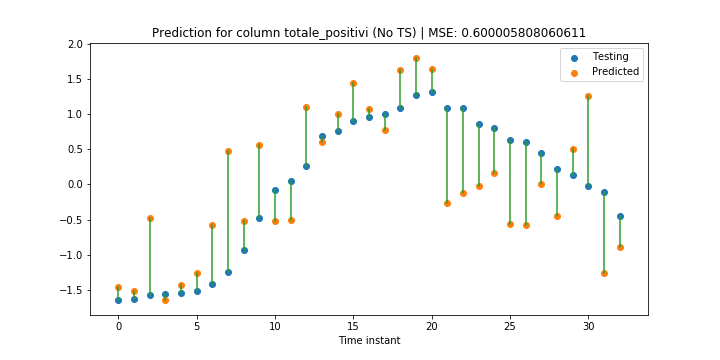 Prediction for column totale_positivi (No TS) | MSE: 0.600005808060611
Testing
Predicted
2.0
1.5
1.0
0.5
0.0
−0.5
−1.0
−1.5
0 5 10 15 20 25 30
Time instant